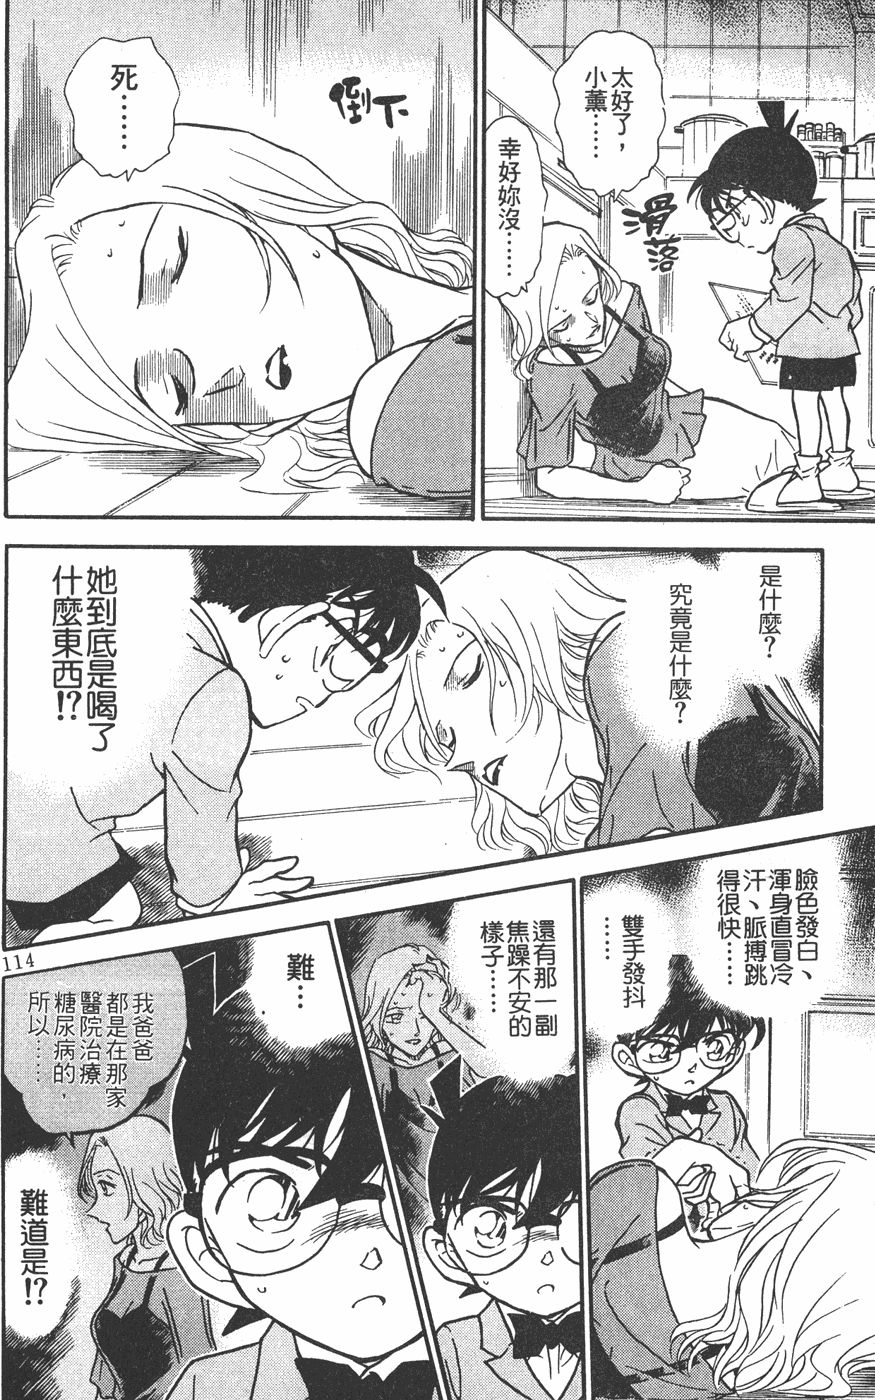 太好了，
小薰……
幸好妳沒……
滑落
死……
倒下
是什麼？
究竟是什麼？
她到底是喝了
什麼東西!?
臉色發白、
渾身直冒冷
汗、脈搏跳
得很快……
雙手發抖
……
還有那一副
焦躁不安的
樣子……
難…
我爸爸
都是在那家
醫院治療
糖尿病的，
所以……
難道是!?
114